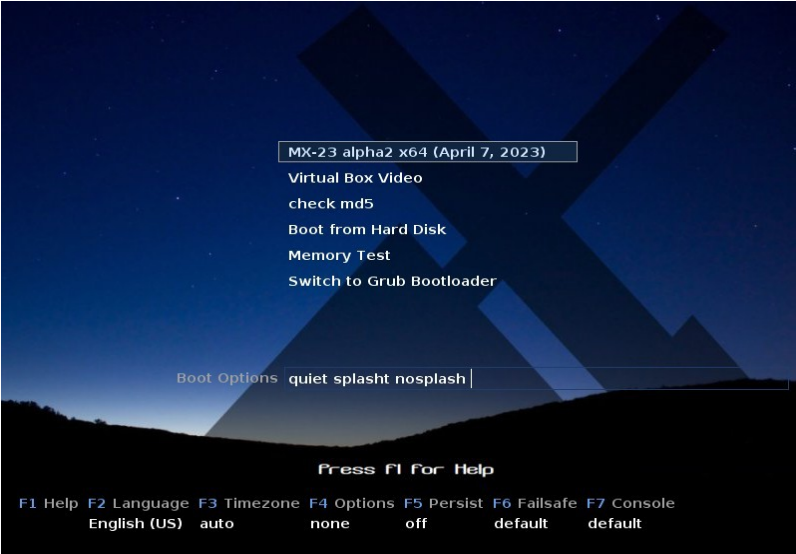 MX-23 alpha2 x64 (April 7, 2023)
Virtual Box Video
check md5
Boot from Hard Disk
Memory Test
Switch to Grub Bootloader
Boot Options quiet splasht nosplash
Press F1 for Help
F1 Help F2 Language F3 Timezone F4 Options F5 Persist F6 Failsafe F7 Console
English (US) auto none off default default